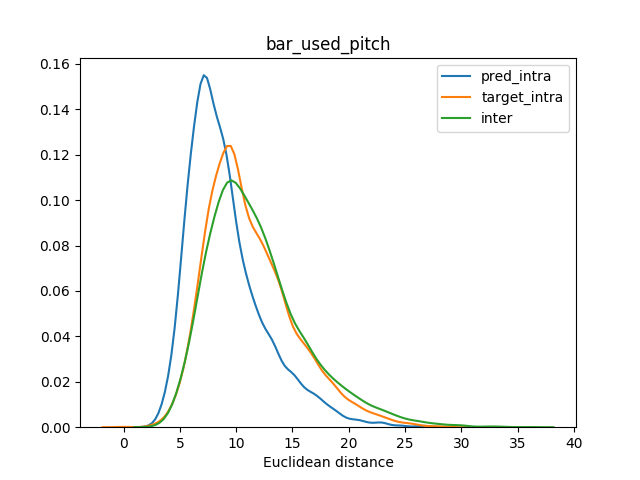 bar_used_pitch
pred_intra
target_intra
inter
0.16
0.14
0.12
0.10
0.08
0.06
0.04
0.02
0.00
0 5 10 15 20 25 30 35 40
Euclidean distance